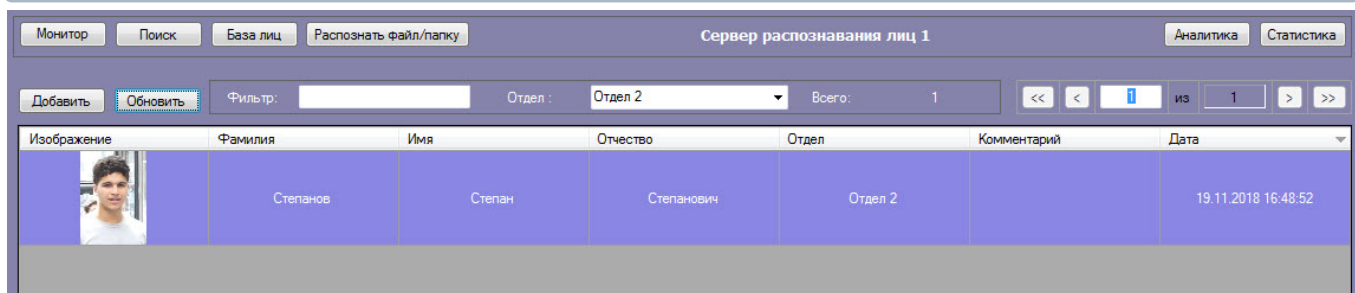 Монитор Поиск База лиц Распознать файл/папку Сервер распознавания лиц 1 Аналитика Статистика
Добавить Обновить Фильтр: Отдел : Отдел 2 Всего: 1 << < 1 из 1 > >>
Изображение Фамилия Имя Отчество Отдел Комментарий Дата
Степанов Степан Степанович Отдел 2 19.11.2018 16:48:52